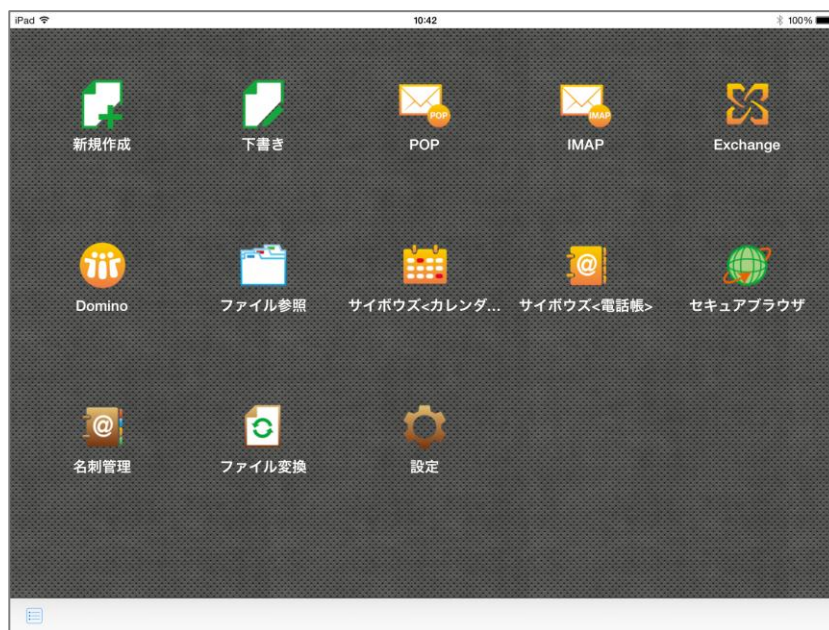 iPad 10:42 100%
新規作成 下書き POP POP IMAP IMAP Exchange
Domino ファイル参照 サイボウズ<カレンダ... @ サイボウズ<電話帳> セキュアブラウザ
@ 名刺管理 ファイル変換 設定